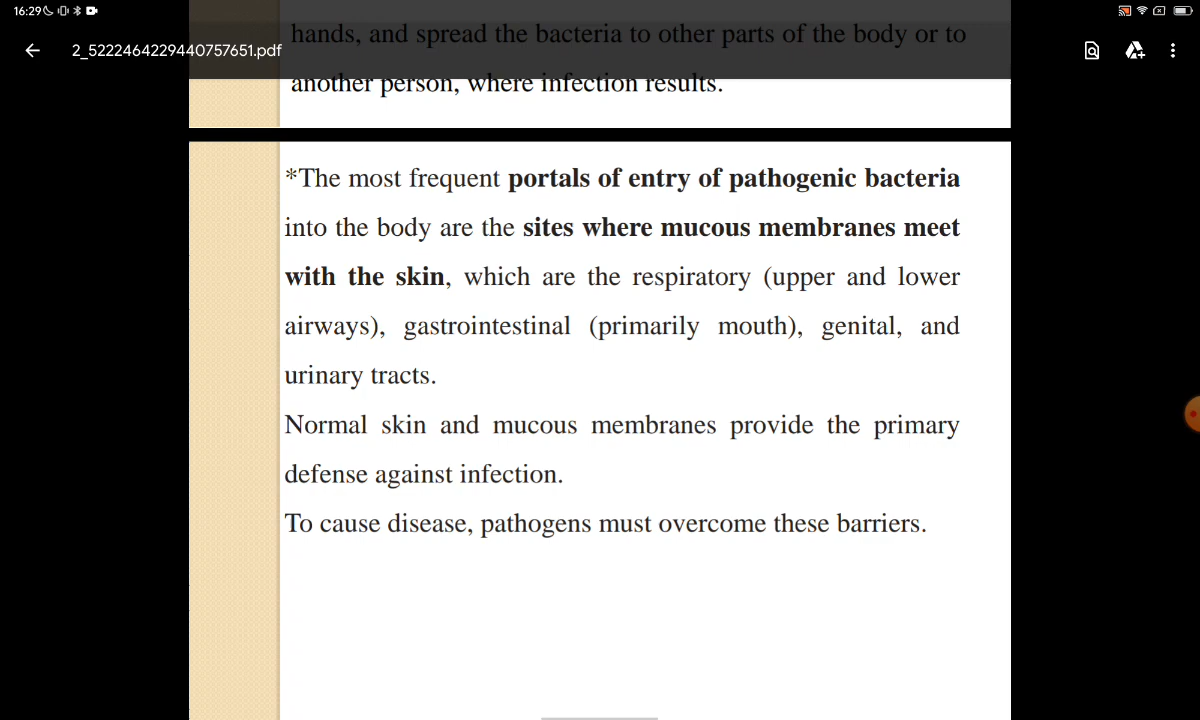 16:29
2_5222464229440757651.pdf
hands, and spread the bacteria to other parts of the body or to
another person, where infection results.
*The most frequent portals of entry of pathogenic bacteria
into the body are the sites where mucous membranes meet
with the skin, which are the respiratory (upper and lower
airways), gastrointestinal (primarily mouth), genital, and
urinary tracts.
Normal skin and mucous membranes provide the primary
defense against infection.
To cause disease, pathogens must overcome these barriers.